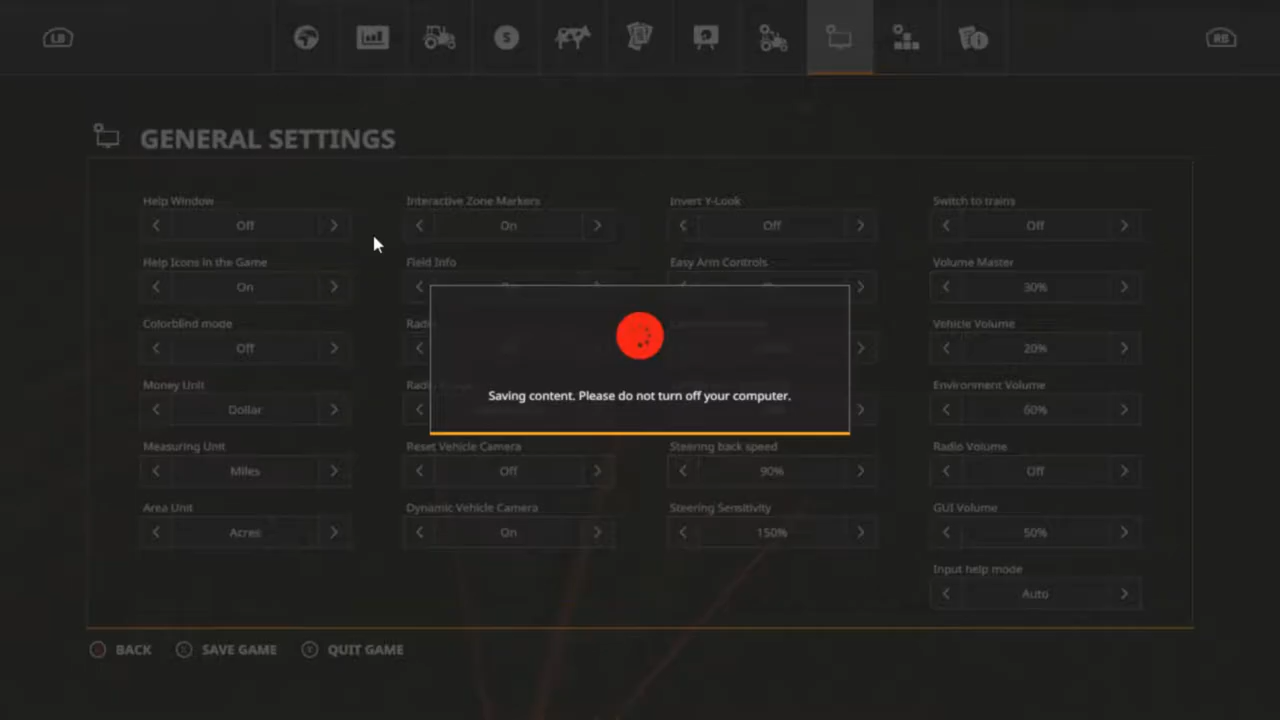 LB
RB
GENERAL SETTINGS
Help Window
Off
Interactive Zone Markers
On
Invert Y-Look
Off
Switch to trains
Off
Help Icons in the Game
On
Field Info
Easy Arm Controls
Volume Master
30%
Colorblind mode
Off
Vehicle Volume
20%
Money Unit
Dollar
Environment Volume
60%
Saving content. Please do not turn off your computer.
Measuring Unit
Miles
Reset Vehicle Camera
Off
Steering back speed
90%
Radio Volume
Off
Area Unit
Acres
Dynamic Vehicle Camera
On
Steering Sensitivity
150%
GUI Volume
50%
Input help mode
Auto
BACK
SAVE GAME
QUIT GAME